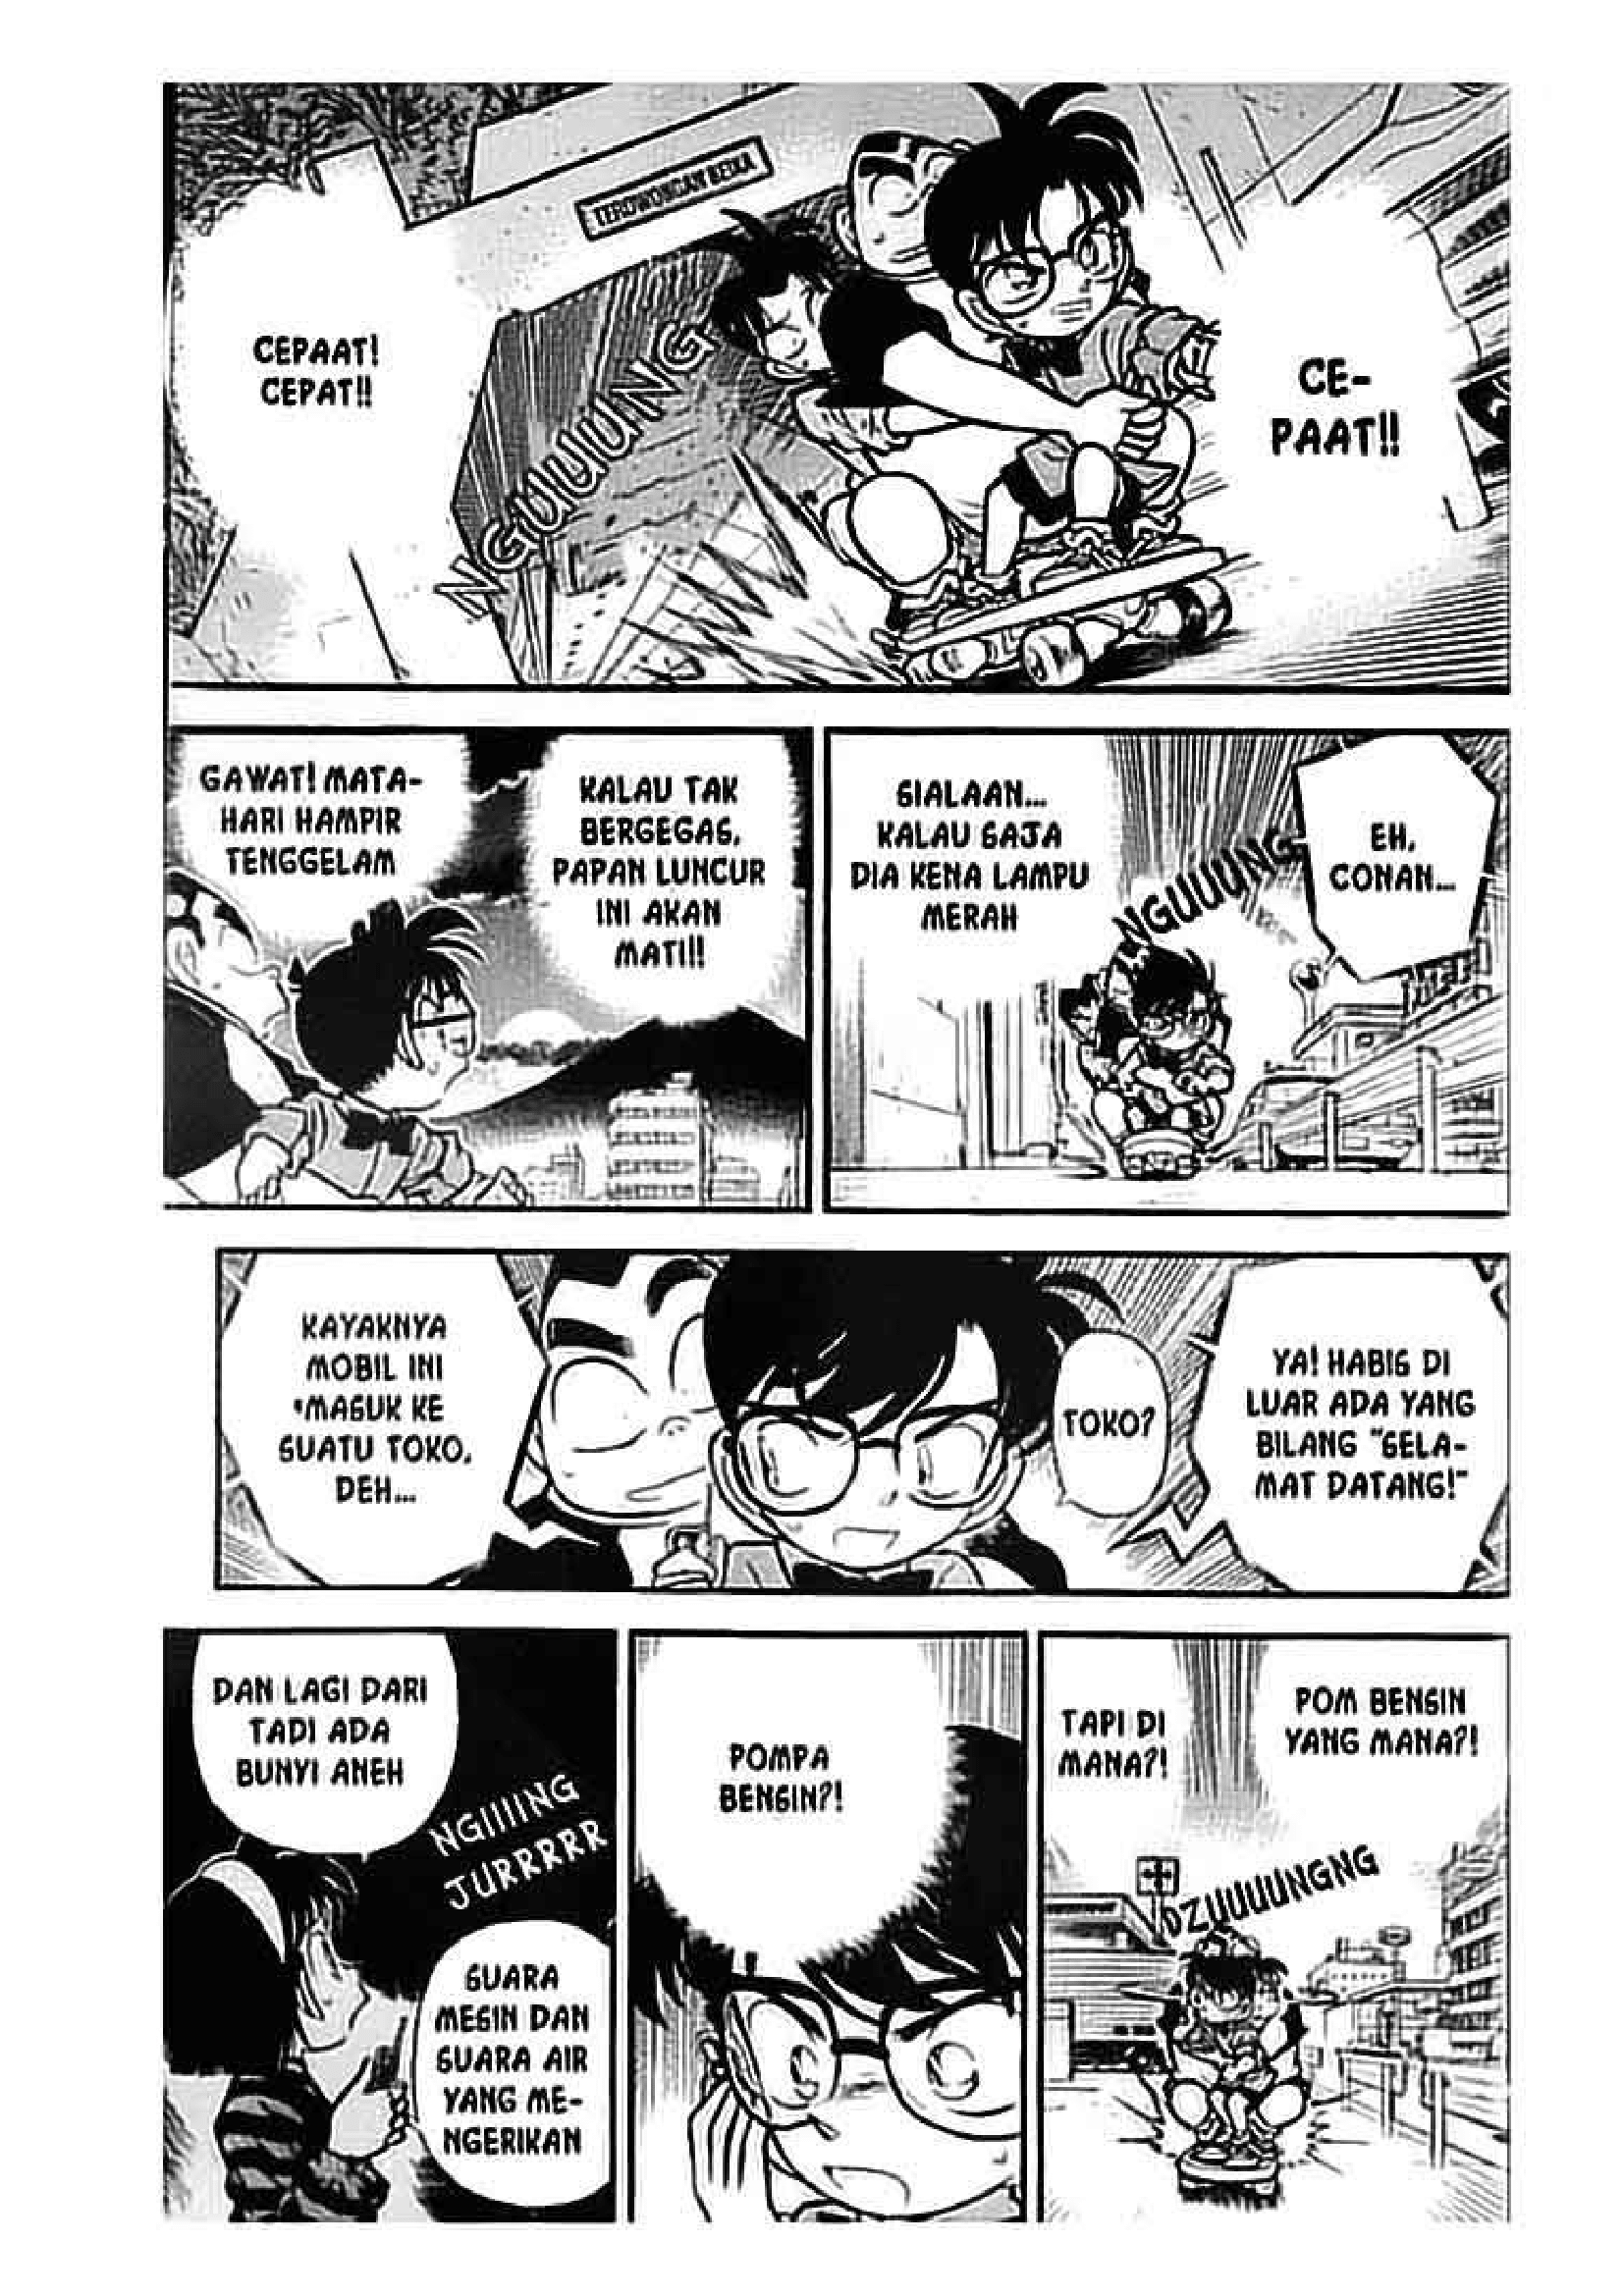 TEROWONGAN BEIKA
CE-
PAAT!!
NGUUUUNG
CEPAAT!
CEPAT!!
EH,
CONAN...
NGUUUNG
SIALAAN...
KALAU SAJA
DIA KENA LAMPU
MERAH
KALAU TAK
BERGEGAS,
PAPAN LUNCUR
INI AKAN
MATI!!
GAWAT! MATA-
HARI HAMPIR
TENGGELAM
YA! HABIS DI
LUAR ADA YANG
BILANG "SELA-
MAT DATANG!"
TOKO?
KAYAKNYA
MOBIL INI
MASUK KE
SUATU TOKO,
DEH...
POM BENSIN
YANG MANA?!
TAPI DI
MANA?!
DZUUUUNGNG
POMPA
BENSIN?!
DAN LAGI DARI
TADI ADA
BUNYI ANEH
NGIIIING
JURRRRR
SUARA
MESIN DAN
SUARA AIR
YANG ME-
NGERIKAN